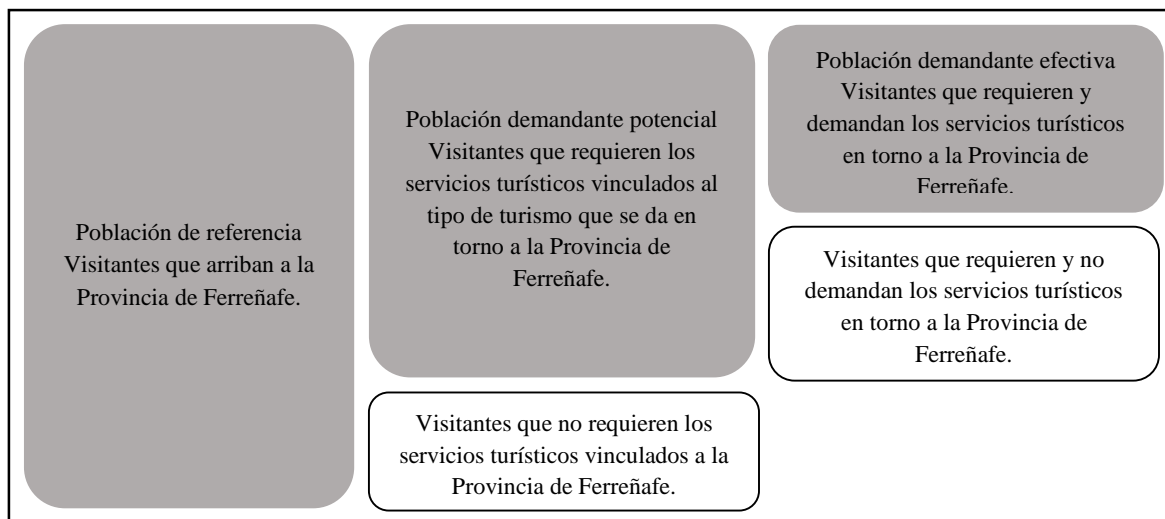 Población de referencia
Visitantes que arriban a la
Provincia de Ferreñafe.
Población demandante potencial
Visitantes que requieren los
servicios turísticos vinculados al
tipo de turismo que se da en
torno a la Provincia de
Ferreñafe.
Visitantes que no requieren los
servicios turísticos vinculados a la
Provincia de Ferreñafe.
Población demandante efectiva
Visitantes que requieren y
demandan los servicios turísticos
en torno a la Provincia de
Ferreñafe.
Visitantes que requieren y no
demandan los servicios turísticos
en torno a la Provincia de
Ferreñafe.